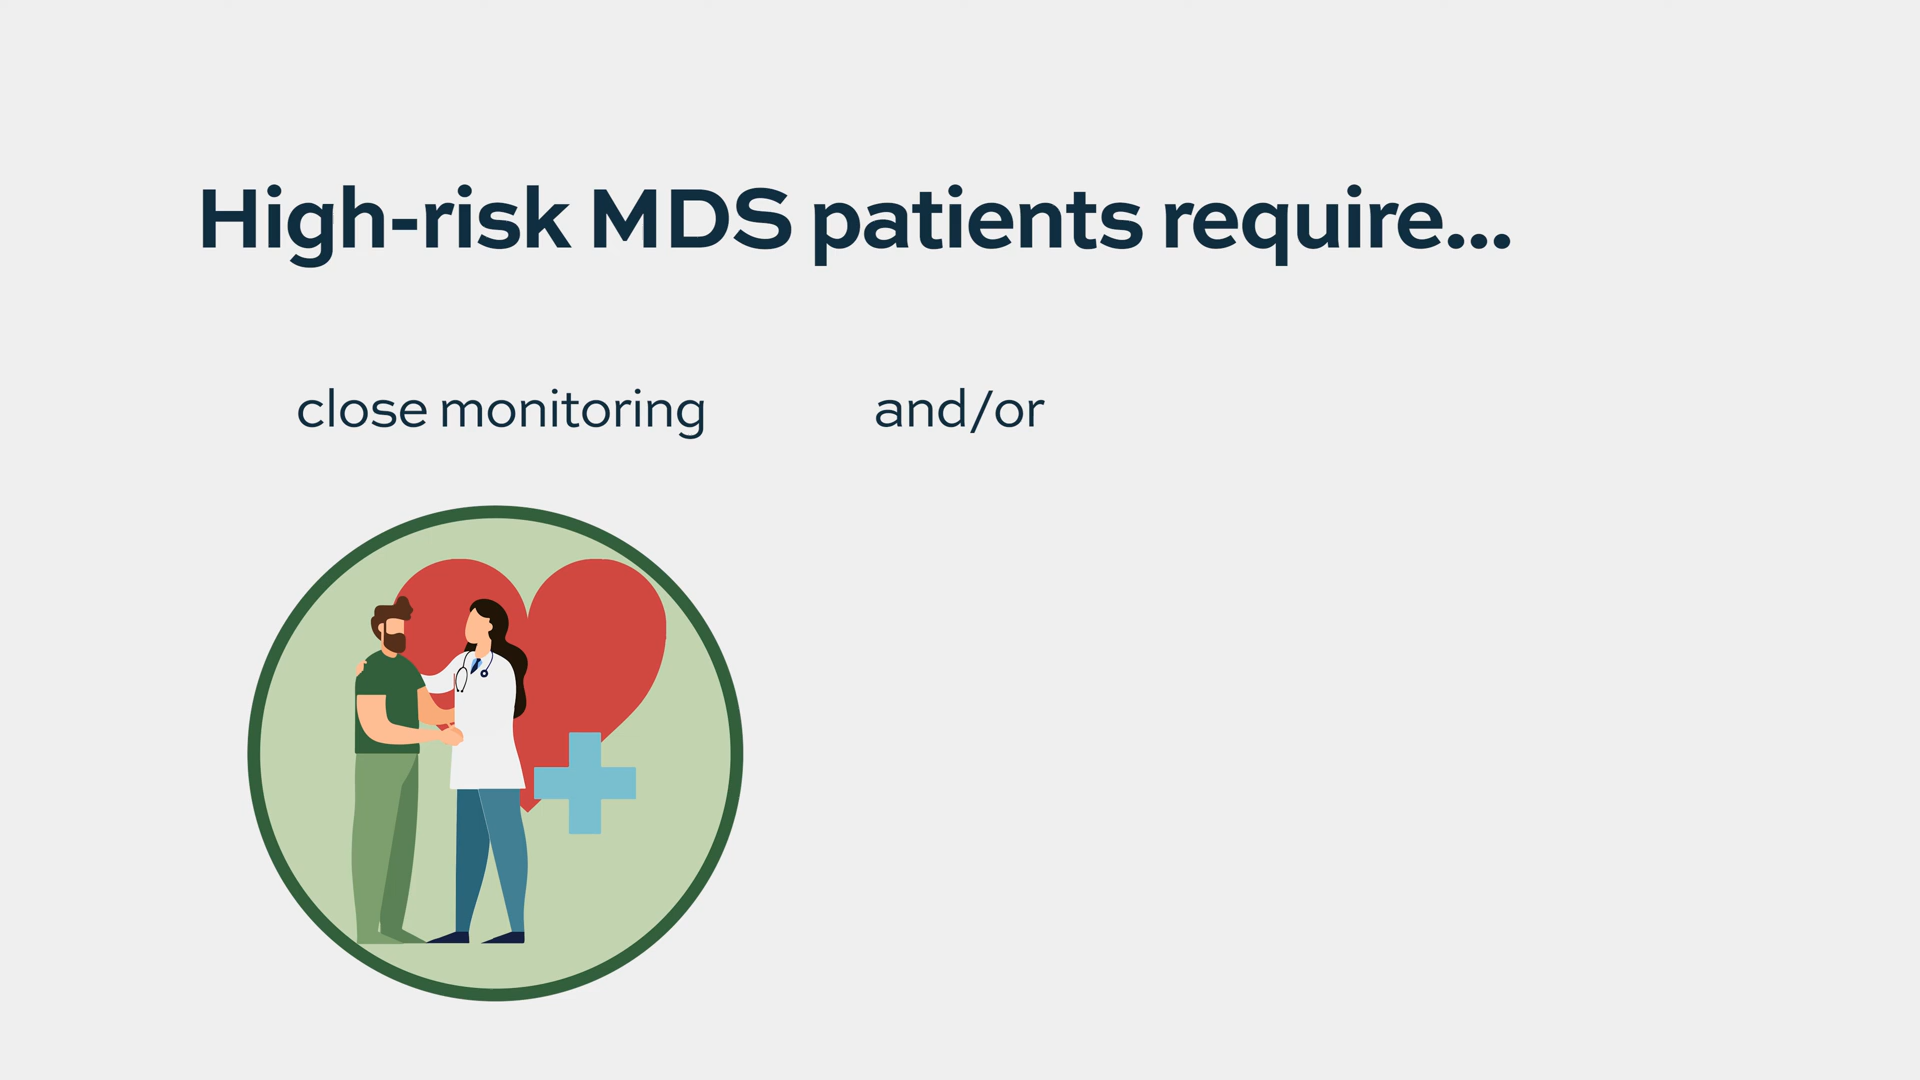 High-risk MDS patients require...
close monitoring and/or